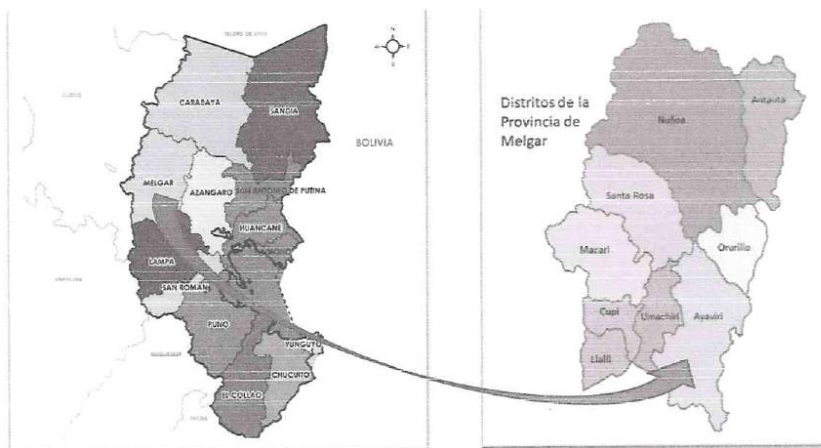 CARABAYA
SANDIA
BOLIVIA
MELGAR
AZANGARO
SAN ANTONIO DE PUTINA
HUANCANE
LAMPA
SAN ROMAN
PUNO
YUNGUYO
CHUCUITO
EL COLLAO
Distritos de la
Provincia de
Melgar
Nuñoa
Antauta
Santa Rosa
Macari
Orurillo
Cupi
Umachiri
Ayaviri
Llalli